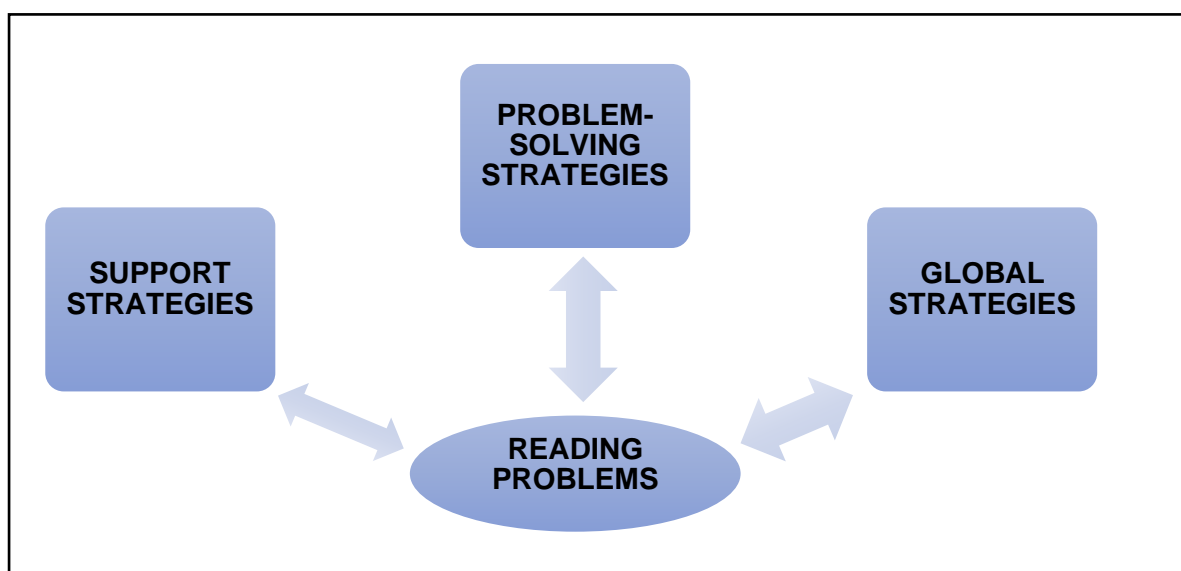 PROBLEM-
SOLVING
STRATEGIES
SUPPORT
STRATEGIES
GLOBAL
STRATEGIES
READING
PROBLEMS